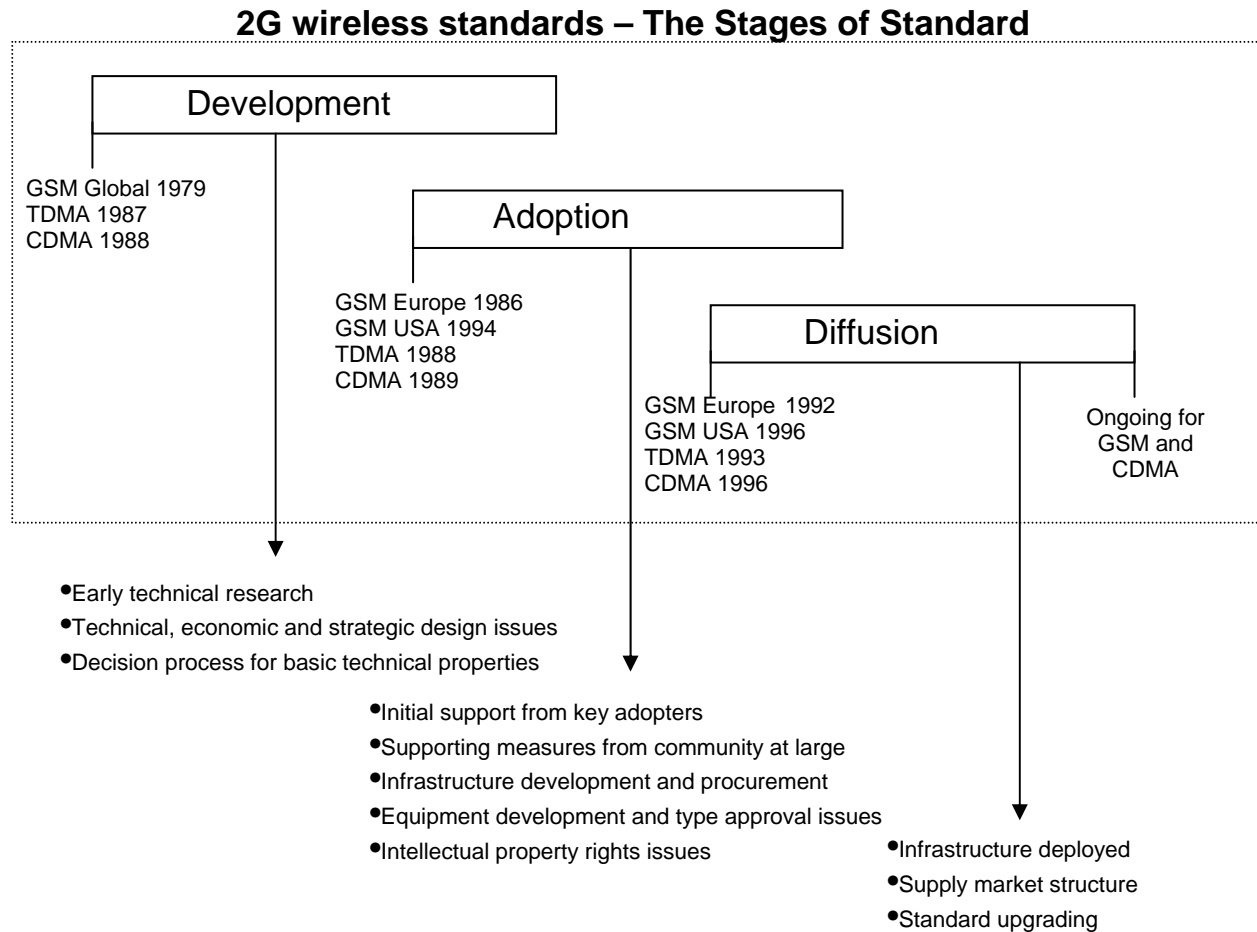 2G wireless standards – The Stages of Standard
Development
GSM Global 1979
TDMA 1987
CDMA 1988
Adoption
GSM Europe 1986
GSM USA 1994
TDMA 1988
CDMA 1989
Diffusion
GSM Europe 1992
GSM USA 1996
TDMA 1993
CDMA 1996
Ongoing for
GSM and
CDMA
•Early technical research
•Technical, economic and strategic design issues
•Decision process for basic technical properties
•Initial support from key adopters
•Supporting measures from community at large
•Infrastructure development and procurement
•Equipment development and type approval issues
•Intellectual property rights issues
•Infrastructure deployed
•Supply market structure
•Standard upgrading